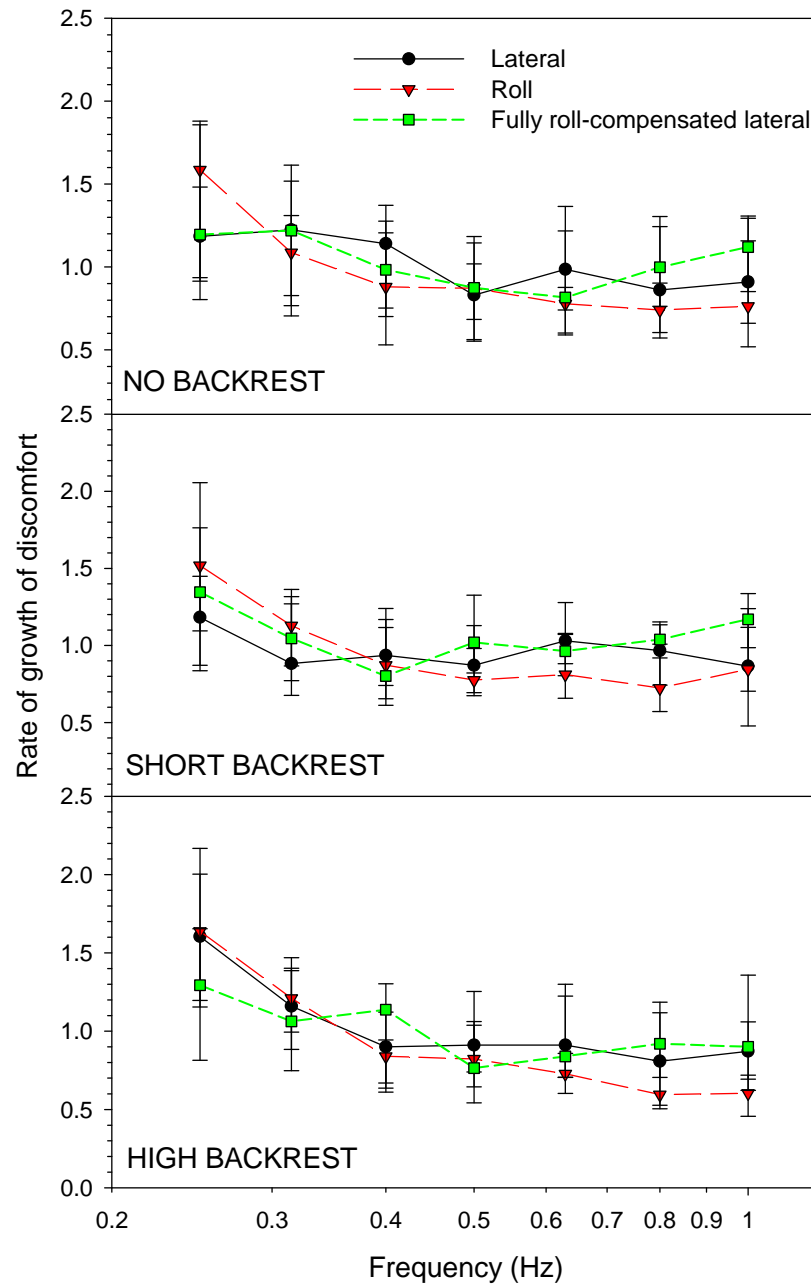 2.5
Lateral
Roll
Fully roll-compensated lateral
2.0
1.5
1.0
0.5
NO BACKREST
2.5
2.0
1.5
1.0
0.5
SHORT BACKREST
2.5
2.0
1.5
1.0
0.5
HIGH BACKREST
0.0
Rate of growth of discomfort
0.2 0.3 0.4 0.5 0.6 0.7 0.8 0.9 1
Frequency (Hz)